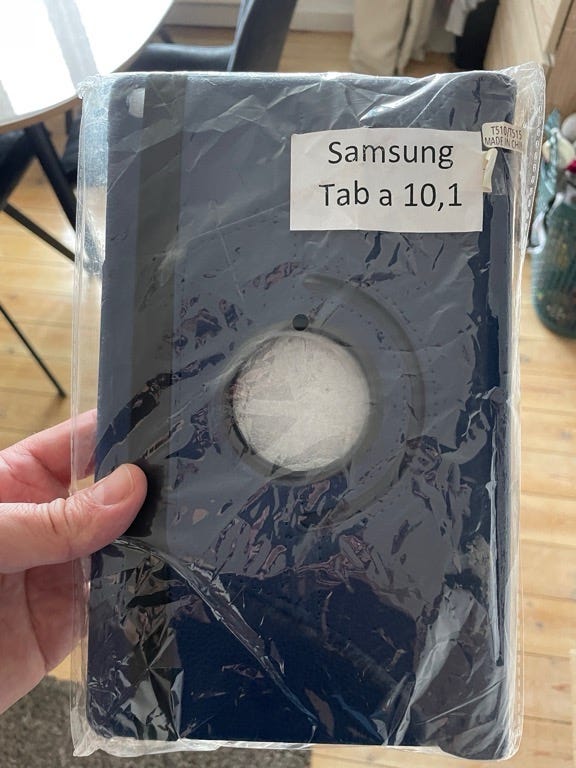 Samsung
Tab a 10,1
T510/T515
MADE IN CHINA